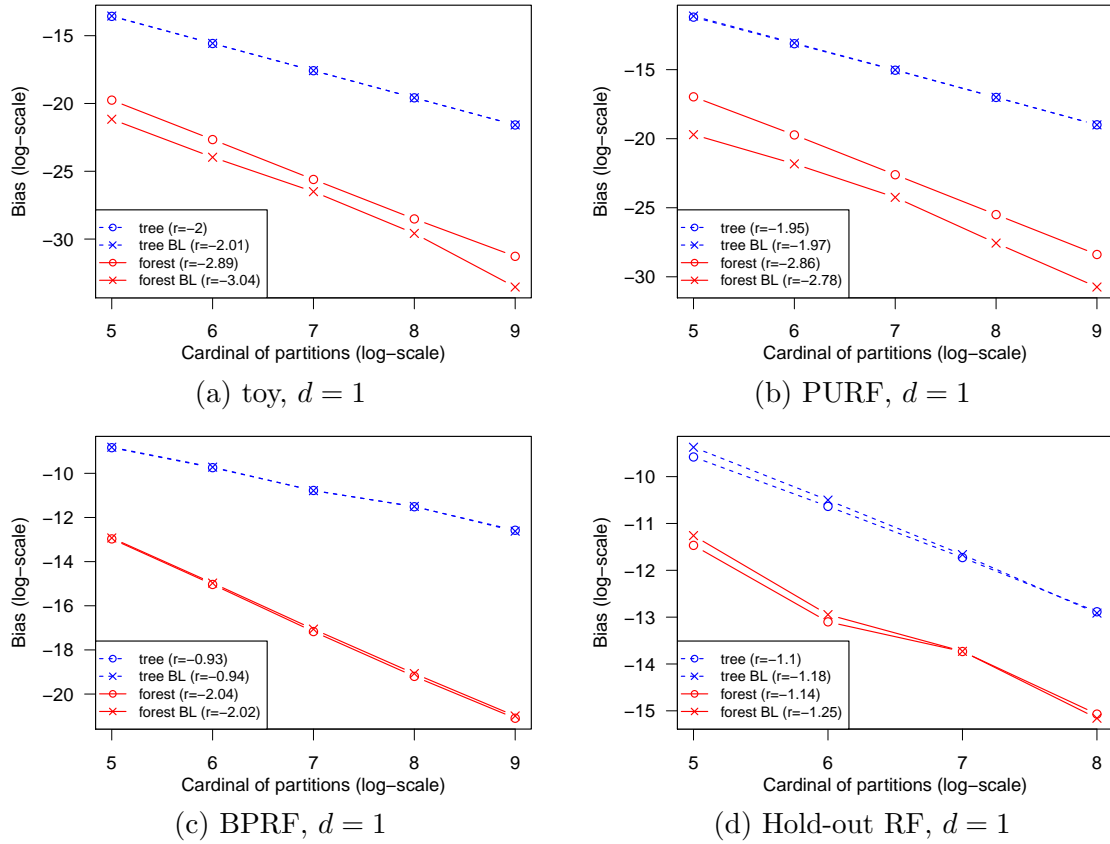 −15
−20
−25
−30
Bias (log−scale)
tree (r=−2)
tree BL (r=−2.01)
forest (r=−2.89)
forest BL (r=−3.04)
5 6 7 8 9
Cardinal of partitions (log−scale)
(a) toy, d = 1
−15
−20
−25
−30
Bias (log−scale)
tree (r=−1.95)
tree BL (r=−1.97)
forest (r=−2.86)
forest BL (r=−2.78)
5 6 7 8 9
Cardinal of partitions (log−scale)
(b) PURF, d = 1
−10
−12
−14
−16
−18
−20
Bias (log−scale)
tree (r=−0.93)
tree BL (r=−0.94)
forest (r=−2.04)
forest BL (r=−2.02)
5 6 7 8 9
Cardinal of partitions (log−scale)
(c) BPRF, d = 1
−10
−11
−12
−13
−14
−15
Bias (log−scale)
tree (r=−1.1)
tree BL (r=−1.18)
forest (r=−1.14)
forest BL (r=−1.25)
5 6 7 8
Cardinal of partitions (log−scale)
(d) Hold-out RF, d = 1